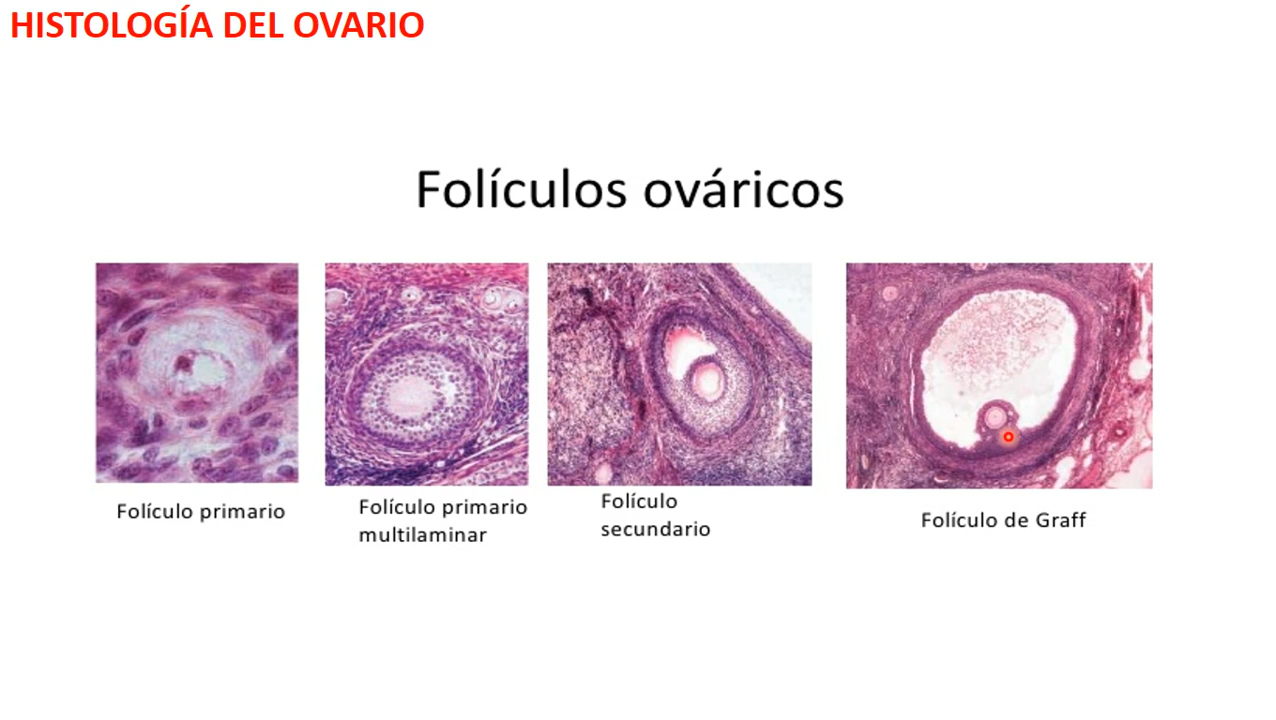 HISTOLOGÍA DEL OVARIO
Folículos ováricos
Folículo primario
Folículo primario
multilaminar
Folículo
secundario
Folículo de Graff